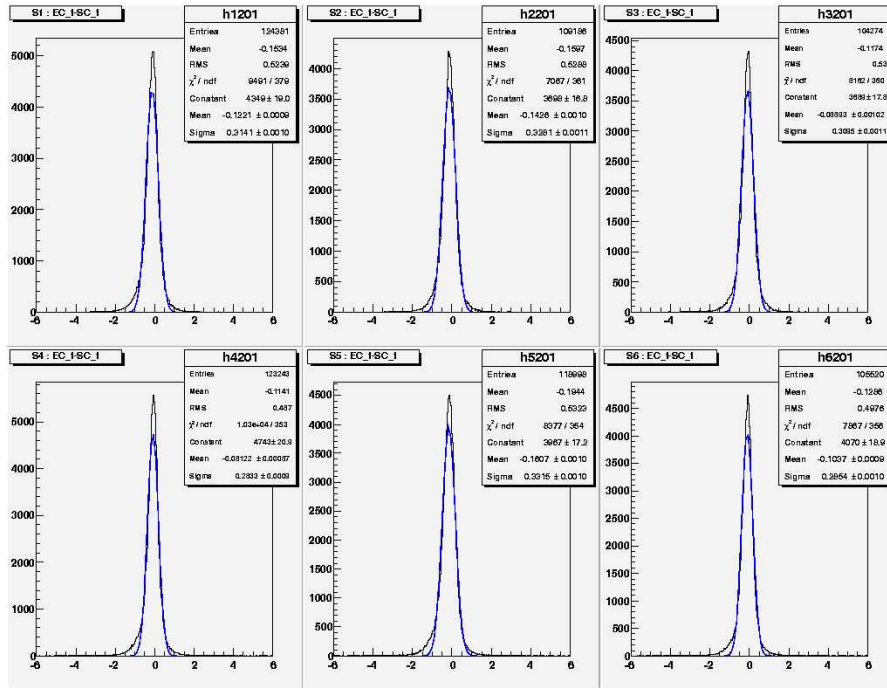 S1 : EC_t-SC_t
h1201
Entries 124381
Mean -0.1534
RMS 0.5239
χ² / ndf 9491 / 379
Constant 4349 ± 19.0
Mean -0.1221 ± 0.0009
Sigma 0.3141 ± 0.0010
5000
4000
3000
2000
1000
0
-6 -4 -2 0 2 4 6
S2 : EC_t-SC_t
h2201
Entries 109186
Mean -0.1597
RMS 0.5288
χ² / ndf 7067 / 361
Constant 3698 ± 16.8
Mean -0.1426 ± 0.0010
Sigma 0.3281 ± 0.0011
4000
3500
3000
2500
2000
1500
1000
500
0
-6 -4 -2 0 2 4 6
S3 : EC_t-SC_t
h3201
Entries 104274
Mean -0.1174
RMS 0.53
χ² / ndf 8162 / 360
Constant 3689 ± 17.8
Mean
Sigma 0.3095 ± 0.0011
4500
4000
3500
3000
2500
2000
1500
1000
500
0
-6 -4 -2 0 2 4 6
S4 : EC_t-SC_t
h4201
Entries 123243
Mean -0.1141
RMS 0.487
χ² / ndf 1.03e+04 / 353
Constant 4743 ± 20.9
Mean -0.08122 ± 0.00087
Sigma 0.2833 ± 0.0009
5000
4000
3000
2000
1000
0
-6 -4 -2 0 2 4 6
S5 : EC_t-SC_t
h5201
Entries 118998
Mean -0.1944
RMS 0.5323
χ² / ndf 8377 / 354
Constant 3967 ± 17.2
Mean -0.1607 ± 0.0010
Sigma 0.3315 ± 0.0010
4500
4000
3500
3000
2500
2000
1500
1000
500
0
-6 -4 -2 0 2 4 6
S6 : EC_t-SC_t
h6201
Entries 105520
Mean -0.1286
RMS 0.4976
χ² / ndf 7867 / 356
Constant 4070 ± 18.9
Mean -0.1037 ± 0.0009
Sigma 0.2954 ± 0.0010
4500
4000
3500
3000
2500
2000
1500
1000
500
0
-6 -4 -2 0 2 4 6